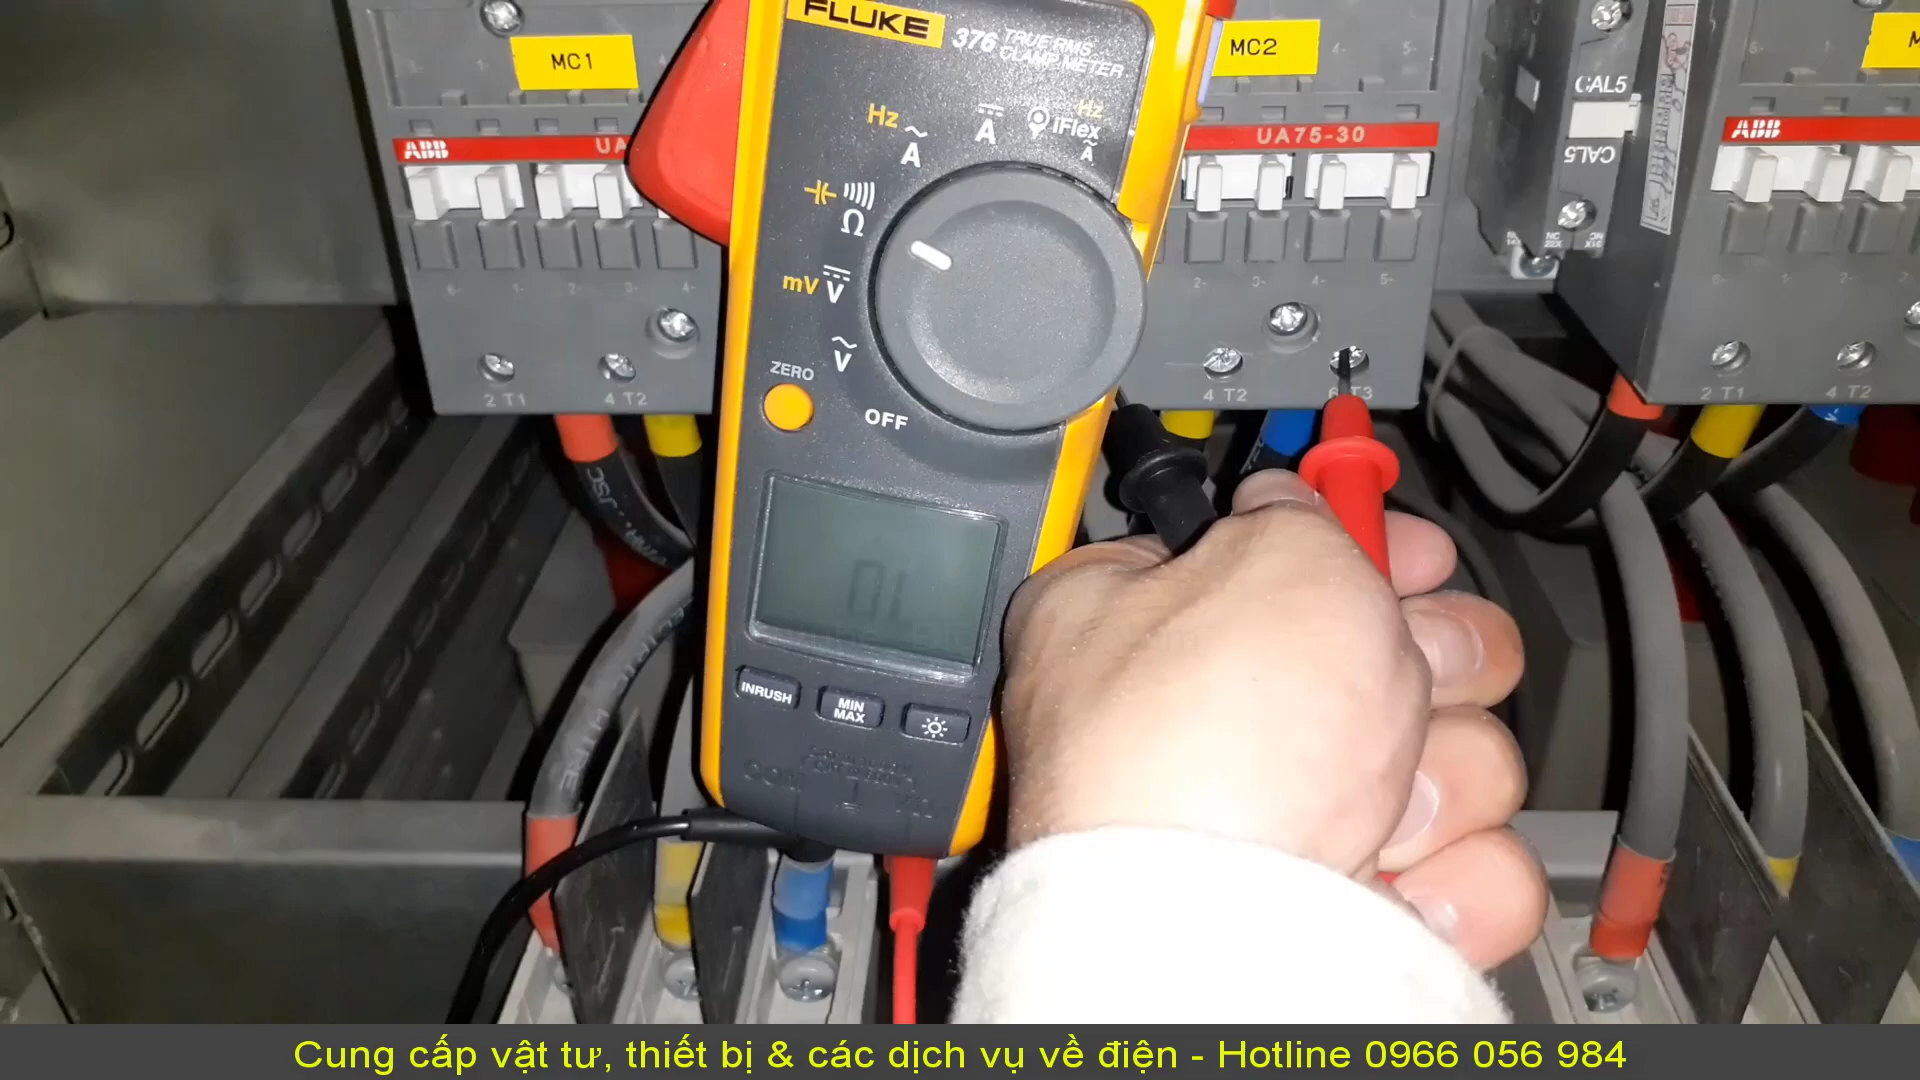 FLUKE
376 TRUE RMS
CLAMP METER
MC1
MC2
ABB
UA
UA75-30
CAL5
CAL5
ABB
Hz
A
A
Hz
iFlex
A
Ω
mV V
V
ZERO
OFF
2 T1
4 T2
4 T2
6 T3
2 T1
4 T2
OL
INRUSH
MIN
MAX
Cung cấp vật tư, thiết bị & các dịch vụ về điện - Hotline 0966 056 984